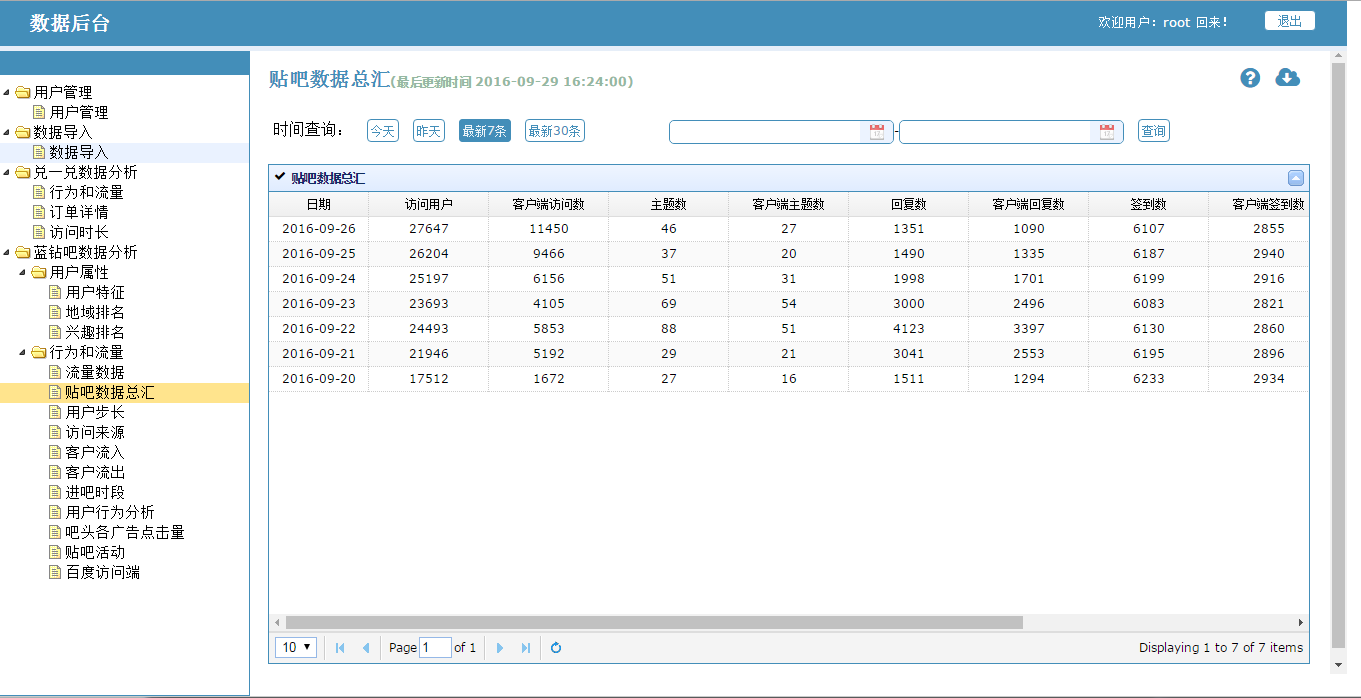 数据后台
欢迎用户：root 回来！ 退出
用户管理
用户管理
数据导入
数据导入
兑一兑数据分析
行为和流量
订单详情
访问时长
蓝钻吧数据分析
用户属性
用户特征
地域排名
兴趣排名
行为和流量
流量数据
贴吧数据总汇
用户步长
访问来源
客户流入
客户流出
进吧时段
用户行为分析
吧头各广告点击量
贴吧活动
百度访问端
贴吧数据总汇(最后更新时间 2016-09-29 16:24:00)
时间查询： 今天 昨天 最新7条 最新30条 - 查询
贴吧数据总汇
日期 访问用户 客户端访问数 主题数 客户端主题数 回复数 客户端回复数 签到数 客户端签到数
2016-09-26 27647 11450 46 27 1351 1090 6107 2855
2016-09-25 26204 9466 37 20 1490 1335 6187 2940
2016-09-24 25197 6156 51 31 1998 1701 6199 2916
2016-09-23 23693 4105 69 54 3000 2496 6083 2821
2016-09-22 24493 5853 88 51 4123 3397 6130 2860
2016-09-21 21946 5192 29 21 3041 2553 6195 2896
2016-09-20 17512 1672 27 16 1511 1294 6233 2934
10 Page 1 of 1 Displaying 1 to 7 of 7 items